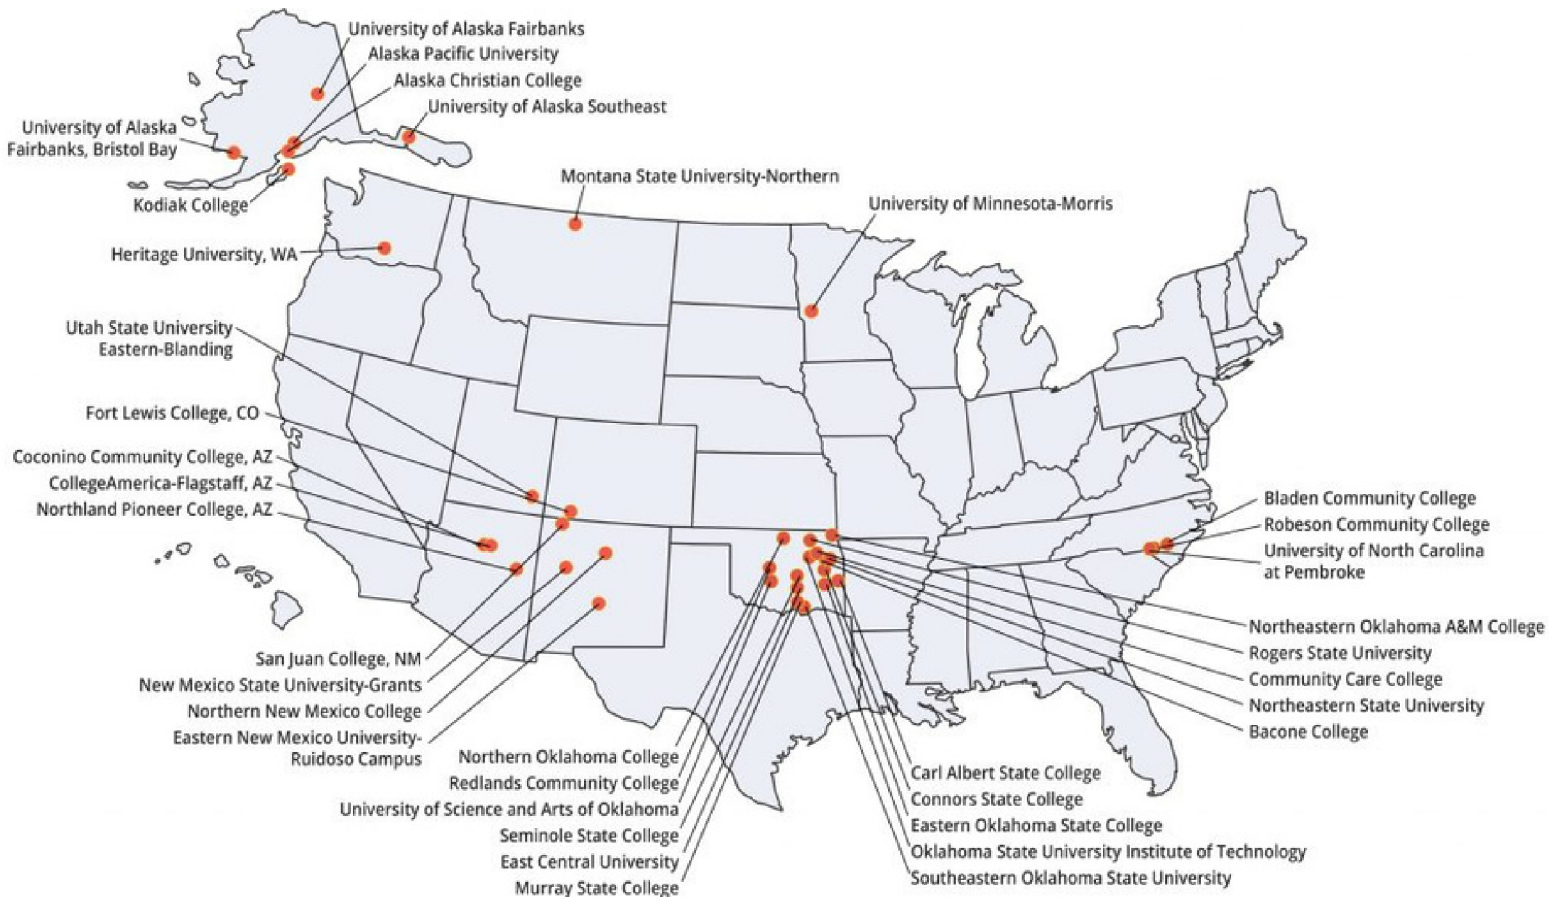 University of Alaska Fairbanks
Alaska Pacific University
Alaska Christian College
University of Alaska Southeast
University of Alaska
Fairbanks, Bristol Bay
Kodiak College
Montana State University-Northern
University of Minnesota-Morris
Heritage University, WA
Utah State University
Eastern-Blanding
Fort Lewis College, CO
Coconino Community College, AZ
CollegeAmerica-Flagstaff, AZ
Northland Pioneer College, AZ
Bladen Community College
Robeson Community College
University of North Carolina
at Pembroke
San Juan College, NM
New Mexico State University-Grants
Northern New Mexico College
Eastern New Mexico University-
Ruidoso Campus
Northeastern Oklahoma A&M College
Rogers State University
Community Care College
Northeastern State University
Bacone College
Northern Oklahoma College
Redlands Community College
University of Science and Arts of Oklahoma
Seminole State College
East Central University
Murray State College
Carl Albert State College
Connors State College
Eastern Oklahoma State College
Oklahoma State University Institute of Technology
Southeastern Oklahoma State University